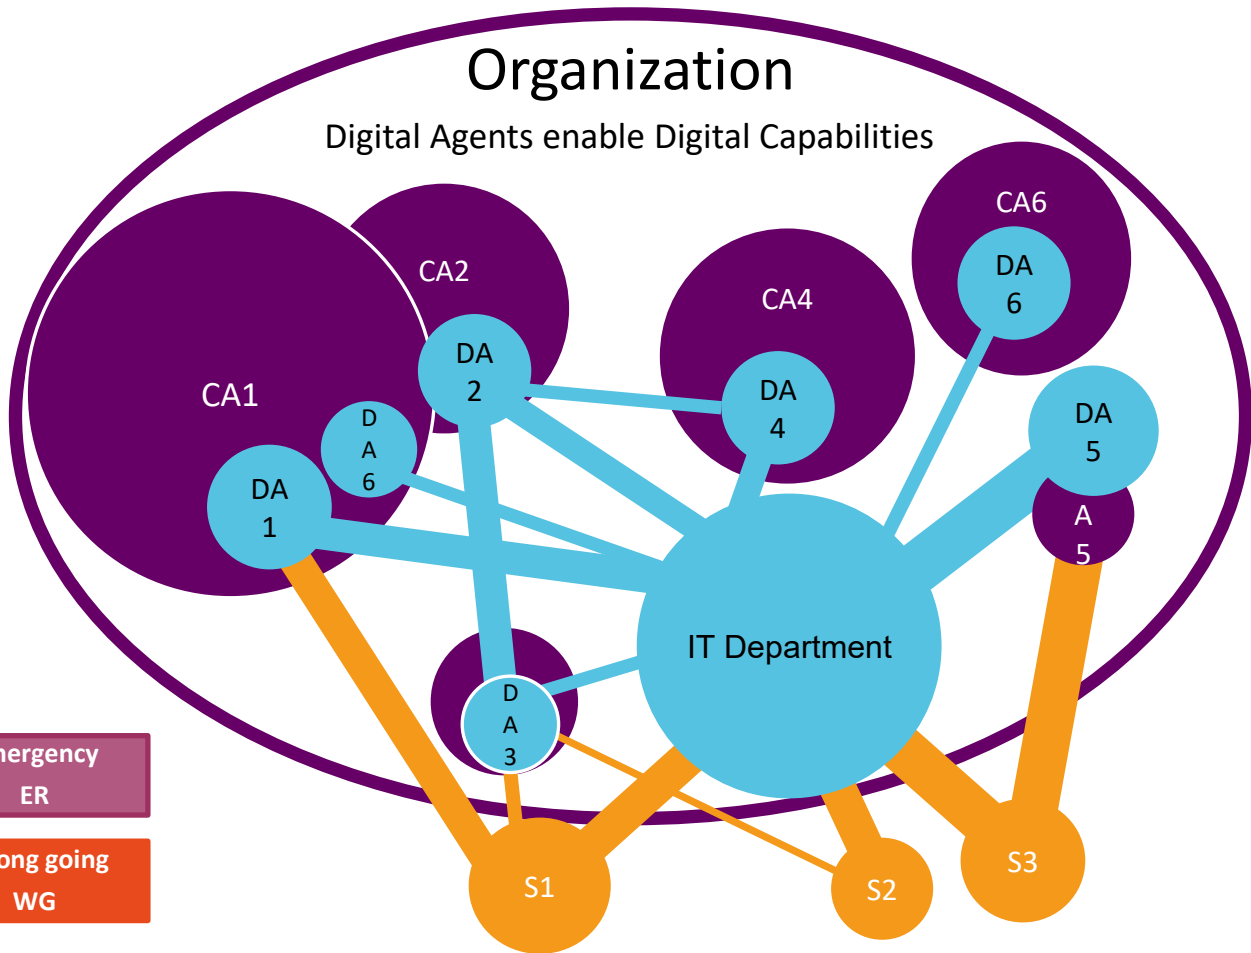 Organization
Digital Agents enable Digital Capabilities
CA6
DA
6
CA2
CA4
DA
2
DA
4
DA
5
CA1
D
A
6
DA
1
A
5
IT Department
D
A
3
mergency
ER
ong going
WG
S1
S2
S3